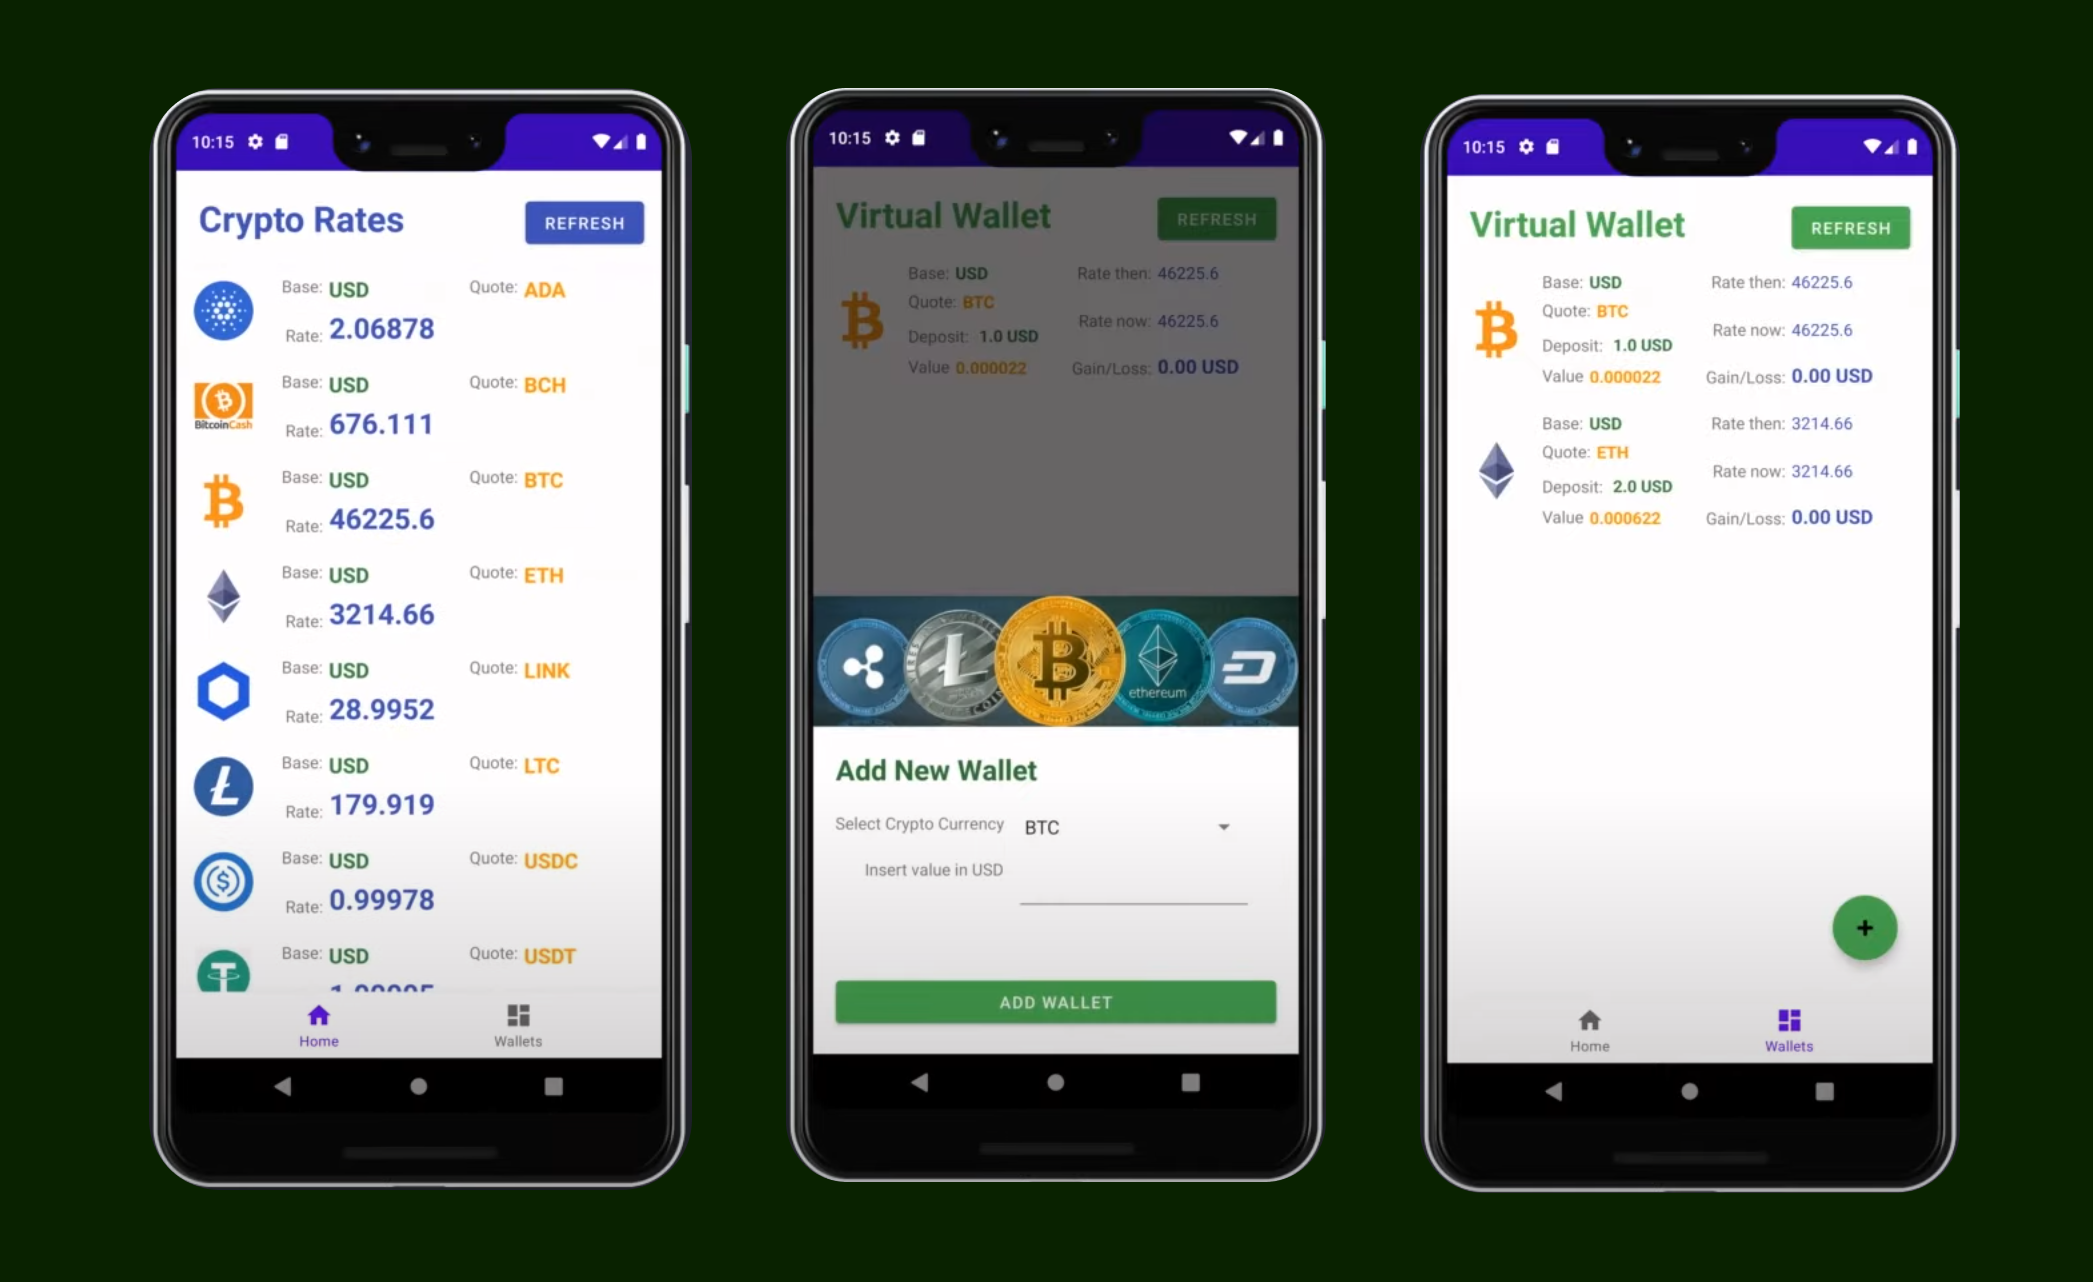 10:15
Crypto Rates
REFRESH
Base: USD Quote: ADA
Rate: 2.06878
BitcoinCash
Base: USD Quote: BCH
Rate: 676.111
Base: USD Quote: BTC
Rate: 46225.6
Base: USD Quote: ETH
Rate: 3214.66
Base: USD Quote: LINK
Rate: 28.9952
Base: USD Quote: LTC
Rate: 179.919
Base: USD Quote: USDC
Rate: 0.99978
Base: USD Quote: USDT
Home Wallets
10:15
Virtual Wallet
REFRESH
Base: USD Rate then: 46225.6
Quote: BTC
Rate now: 46225.6
Deposit: 1.0 USD
Value 0.000022 Gain/Loss: 0.00 USD
ethereum
Add New Wallet
Select Crypto Currency BTC
Insert value in USD
ADD WALLET
10:15
Virtual Wallet
REFRESH
Base: USD Rate then: 46225.6
Quote: BTC
Rate now: 46225.6
Deposit: 1.0 USD
Value 0.000022 Gain/Loss: 0.00 USD
Base: USD Rate then: 3214.66
Quote: ETH
Rate now: 3214.66
Deposit: 2.0 USD
Value 0.000622 Gain/Loss: 0.00 USD
+
Home Wallets